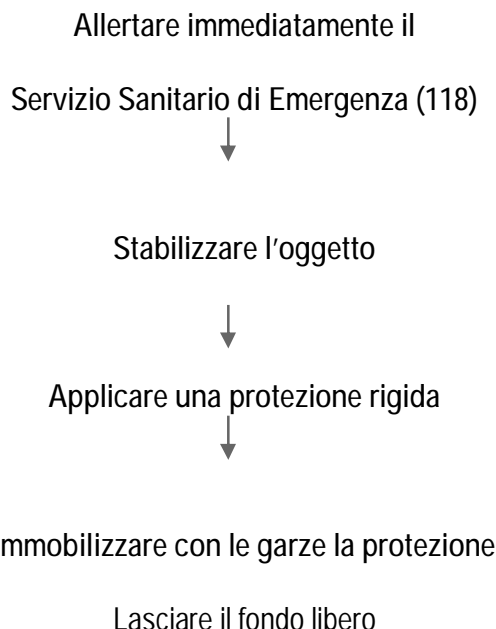 Allertare immediatamente il
Servizio Sanitario di Emergenza (118)
Stabilizzare l'oggetto
Applicare una protezione rigida
mmobilizzare con le garze la protezione
Lasciare il fondo libero